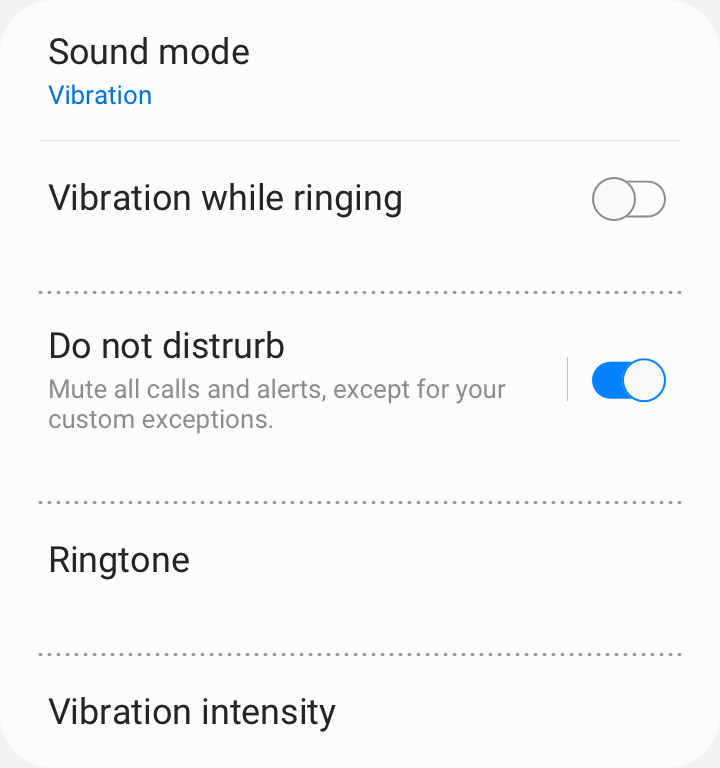 Sound mode
Vibration
Vibration while ringing
Do not distrurb
Mute all calls and alerts, except for your
custom exceptions.
Ringtone
Vibration intensity